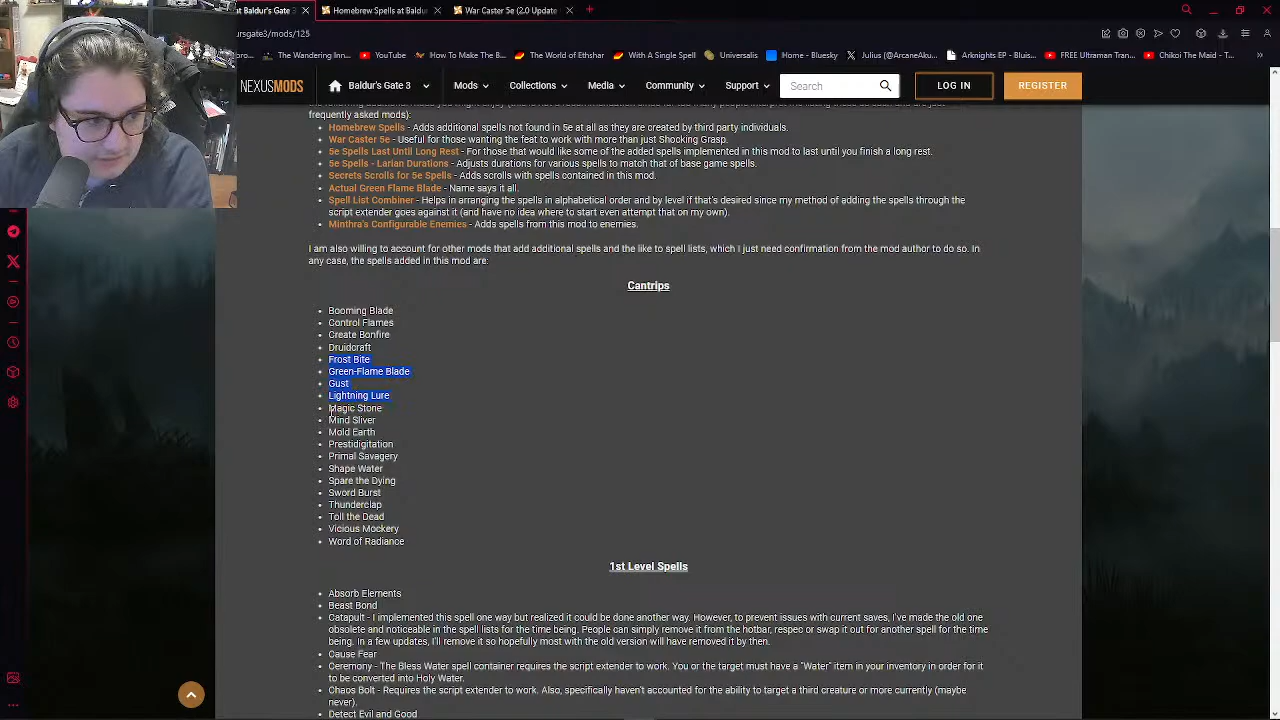 st Baldur's Gate 3
Homebrew Spells at Baldur
War Caster 5e (2.0 Update
ursgate3/mods/125
The Wandering Inn...
YouTube
How To Make The B...
The World of Ethshar
With A Single Spell
Universalis
Home - Bluesky
Julius (@ArcaneAku...
Arknights EP - Bluis...
FREE Ultraman Tran...
Chikoi The Maid - T...
NEXUSMODS
Baldur's Gate 3
Mods
Collections
Media
Community
Support
Search
LOG IN
REGISTER
frequently asked mods):
Homebrew Spells - Adds additional spells not found in 5e at all as they are created by third party individuals.
War Caster 5e - Useful for those wanting the feat to work with more than just Shocking Grasp.
5e Spells Last Until Long Rest - For those that would like some of the added spells implemented in this mod to last until you finish a long rest.
5e Spells - Larian Durations - Adjusts durations for various spells to match that of base game spells.
Secrets Scrolls for 5e Spells - Adds scrolls with spells contained in this mod.
Actual Green Flame Blade - Name says it all.
Spell List Combiner - Helps in arranging the spells in alphabetical order and by level if that's desired since my method of adding the spells through the
script extender goes against it (and have no idea where to start even attempt that on my own).
Minthra's Configurable Enemies - Adds spells from this mod to enemies.
I am also willing to account for other mods that add additional spells and the like to spell lists, which I just need confirmation from the mod author to do so. In
any case, the spells added in this mod are:
Cantrips
Booming Blade
Control Flames
Create Bonfire
Druidcraft
Frost Bite
Green-Flame Blade
Gust
Lightning Lure
Magic Stone
Mind Sliver
Mold Earth
Prestidigitation
Primal Savagery
Shape Water
Spare the Dying
Sword Burst
Thunderclap
Toll the Dead
Vicious Mockery
Word of Radiance
1st Level Spells
Absorb Elements
Beast Bond
Catapult - I implemented this spell one way but realized it could be done another way. However, to prevent issues with current saves, I've made the old one
obsolete and noticeable in the spell lists for the time being. People can simply remove it from the hotbar, respec or swap it out for another spell for the time
being. In a few updates, I'll remove it so hopefully most with the old version will have removed it by then.
Cause Fear
Ceremony - The Bless Water spell container requires the script extender to work. You or the target must have a "Water" item in your inventory in order for it
to be converted into Holy Water.
Chaos Bolt - Requires the script extender to work. Also, specifically haven't accounted for the ability to target a third creature or more currently (maybe
never).
Detect Evil and Good